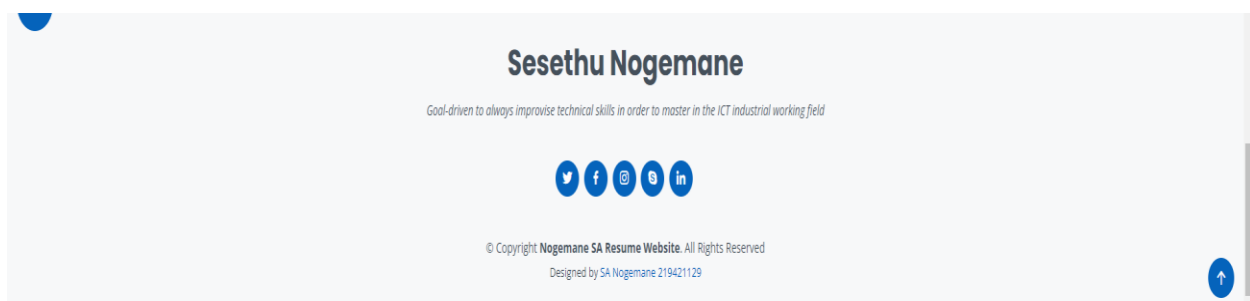 Sesethu Nogemane
Goal-driven to always improvise technical skills in order to master in the ICT industrial working field
© Copyright Nogemane SA Resume Website. All Rights Reserved
Designed by SA Nogemane 219421129